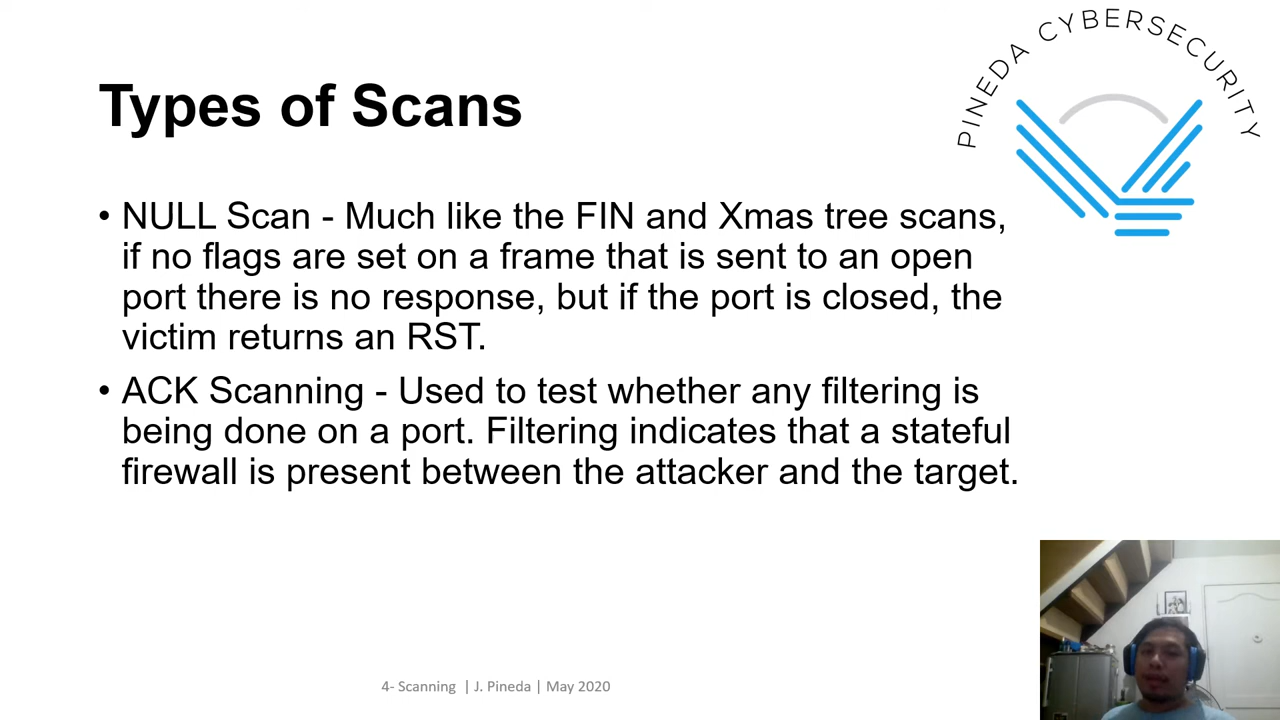 PINEDA CYBERSECURITY
Types of Scans
• NULL Scan - Much like the FIN and Xmas tree scans,
if no flags are set on a frame that is sent to an open
port there is no response, but if the port is closed, the
victim returns an RST.
• ACK Scanning - Used to test whether any filtering is
being done on a port. Filtering indicates that a stateful
firewall is present between the attacker and the target.
4- Scanning | J. Pineda | May 2020